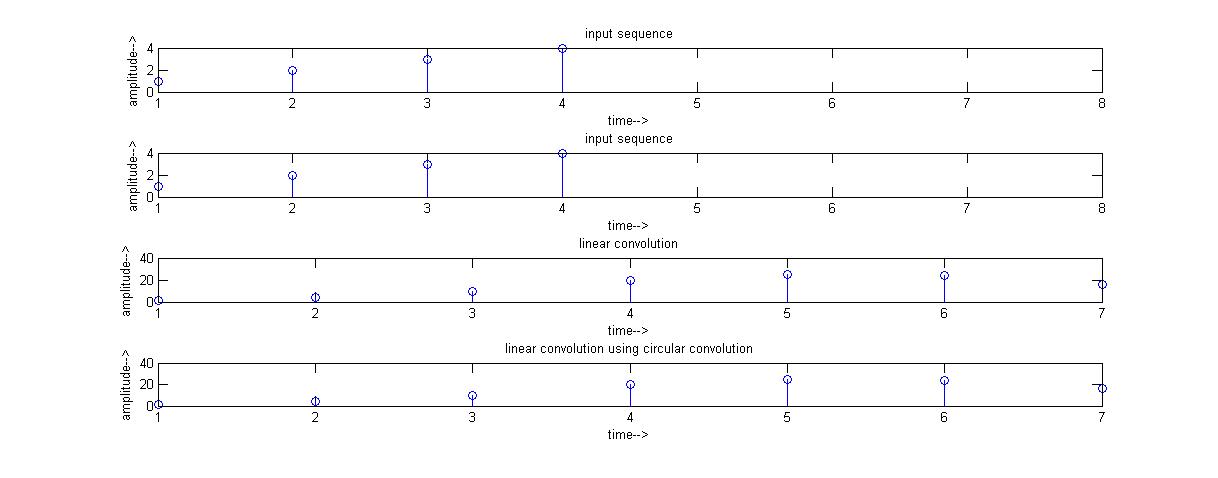 input sequence
amplitude-->
4
2
0
1 2 3 4 5 6 7 8
time-->
input sequence
amplitude-->
4
2
0
1 2 3 4 5 6 7 8
time-->
linear convolution
amplitude-->
40
20
0
1 2 3 4 5 6 7
time-->
linear convolution using circular convolution
amplitude-->
40
20
0
1 2 3 4 5 6 7
time-->